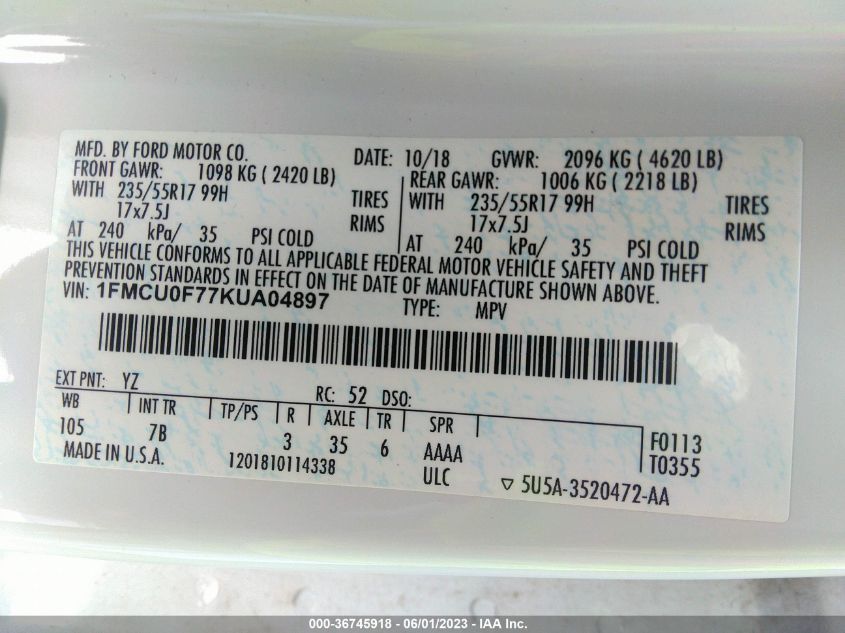 MFD. BY FORD MOTOR CO. DATE: 10/18 GVWR: 2096 KG ( 4620 LB)
FRONT GAWR: 1098 KG ( 2420 LB) REAR GAWR: 1006 KG ( 2218 LB)
WITH 235/55R17 99H TIRES WITH 235/55R17 99H TIRES
17x7.5J RIMS 17x7.5J RIMS
AT 240 kPa/ 35 PSI COLD AT 240 kPa/ 35 PSI COLD
THIS VEHICLE CONFORMS TO ALL APPLICABLE FEDERAL MOTOR VEHICLE SAFETY AND THEFT
PREVENTION STANDARDS IN EFFECT ON THE DATE OF MANUFACTURE SHOWN ABOVE.
VIN: 1FMCU0F77KUA04897 TYPE: MPV
EXT PNT: YZ RC: 52 DSO:
WB INT TR TP/PS R AXLE TR SPR
105 7B 3 35 6 AAAA F0113
MADE IN U.S.A. 1201810114338 ULC T0355
▽ 5U5A-3520472-AA
000-36745918 - 06/01/2023 - IAA Inc.